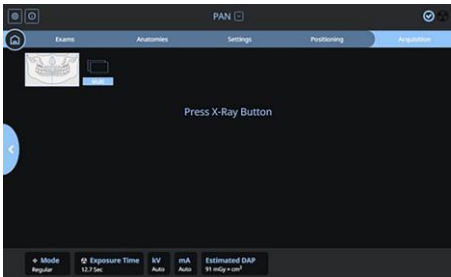 PAN
Exams Anatomies Settings Positioning Acquisition
Press X-Ray Button
Mode Exposure Time kV mA Estimated DAP
Regular 12.7 Sec Auto Auto 91 mGy • cm²